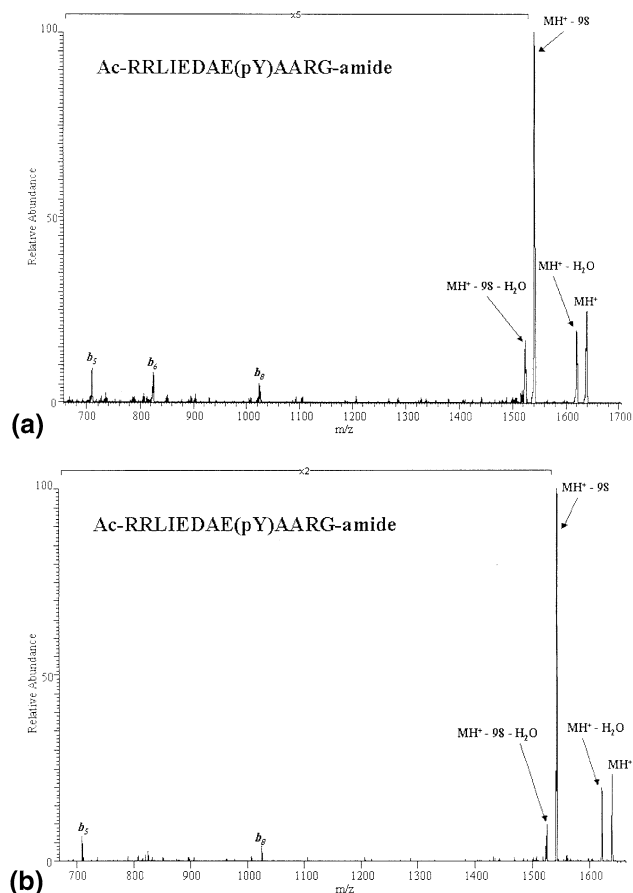 x5
100
MH⁺ - 98
Ac-RRLIEDAE(pY)AARG-amide
Relative Abundance
50
MH⁺ - H₂O
MH⁺ - 98 - H₂O
MH⁺
b₅
b₆
b₈
0
700 800 900 1000 1100 1200 1300 1400 1500 1600 1700
m/z
(a)
x2
100
MH⁺ - 98
Ac-RRLIEDAE(pY)AARG-amide
Relative Abundance
50
MH⁺ - 98 - H₂O
MH⁺ - H₂O
MH⁺
b₅
b₈
0
700 800 900 1000 1100 1200 1300 1400 1500 1600
m/z
(b)